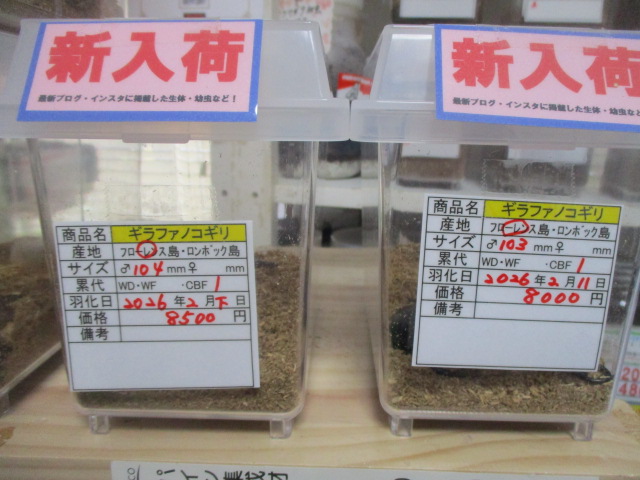 新入荷
最新ブログ・インスタに掲載した生体・幼虫など！
商品名 ギラファノコギリ
産地 フローレス島・ロンボック島
サイズ ♂104mm♀ mm
累代 WD・WF ・CBF1
羽化日 2026年2月下日
価格 8500円
備考
新入荷
最新ブログ・インスタに掲載した生体・幼虫など！
商品名 ギラファノコギリ
産地 フローレス島・ロンボック島
サイズ ♂103mm♀ mm
累代 WD・WF ・CBF1
羽化日 2026年2月11日
価格 8000円
備考